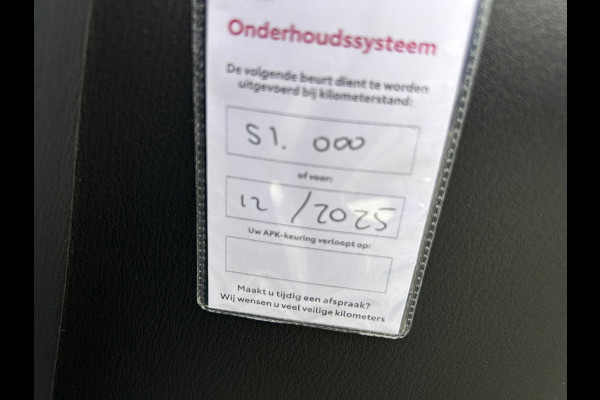 Onderhoudssysteem
De volgende beurt dient te worden
uitgevoerd bij kilometerstand:
51. 000
of voor:
12 / 2025
Uw APK-keuring verloopt op:
Maakt u tijdig een afspraak?
Wij wensen u veel veilige kilometers